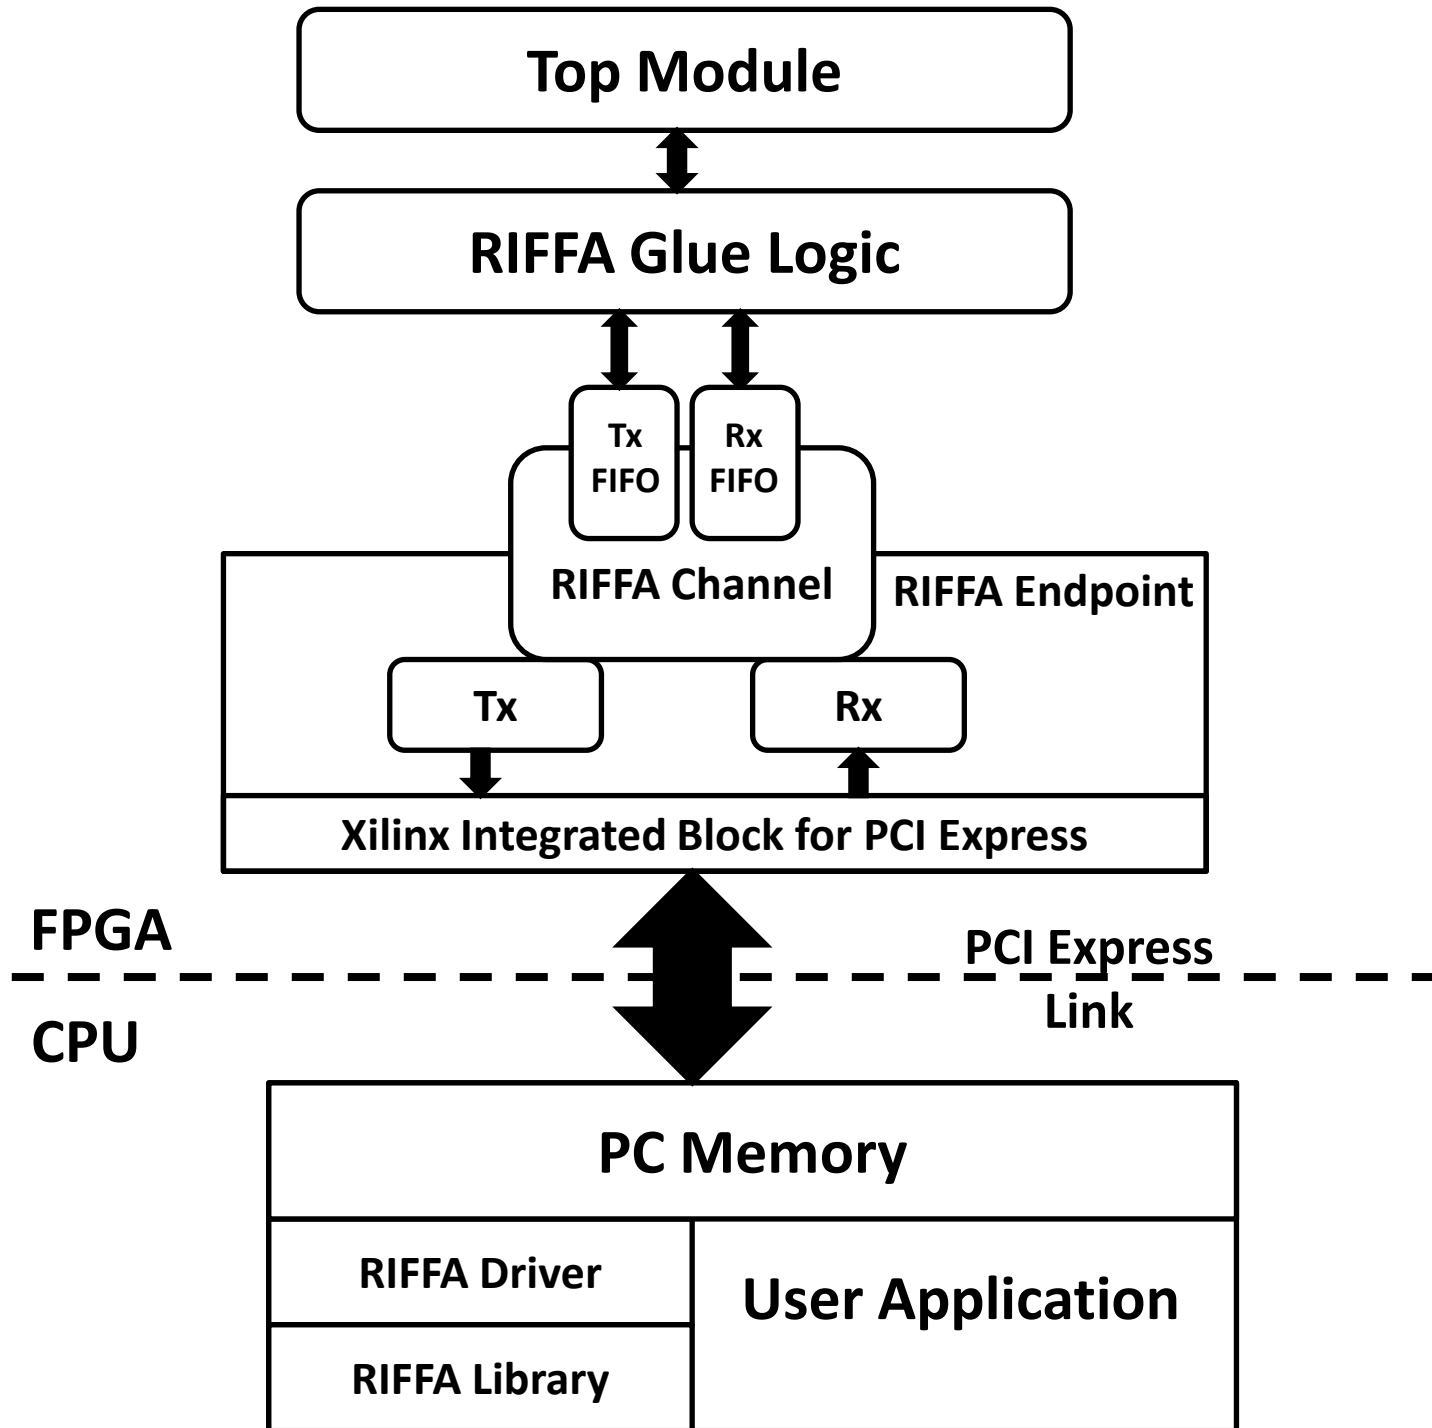 Top Module
RIFFA Glue Logic
Tx
FIFO
Rx
FIFO
RIFFA Channel
RIFFA Endpoint
Tx
Rx
Xilinx Integrated Block for PCI Express
FPGA
PCI Express
Link
CPU
PC Memory
RIFFA Driver
User Application
RIFFA Library